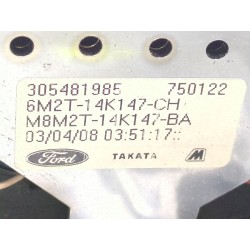 305481985 750122
6M2T-14K147-CH
M8M2T-14K147-BA
03/04/08 03:51:17::
Ford TAKATA M